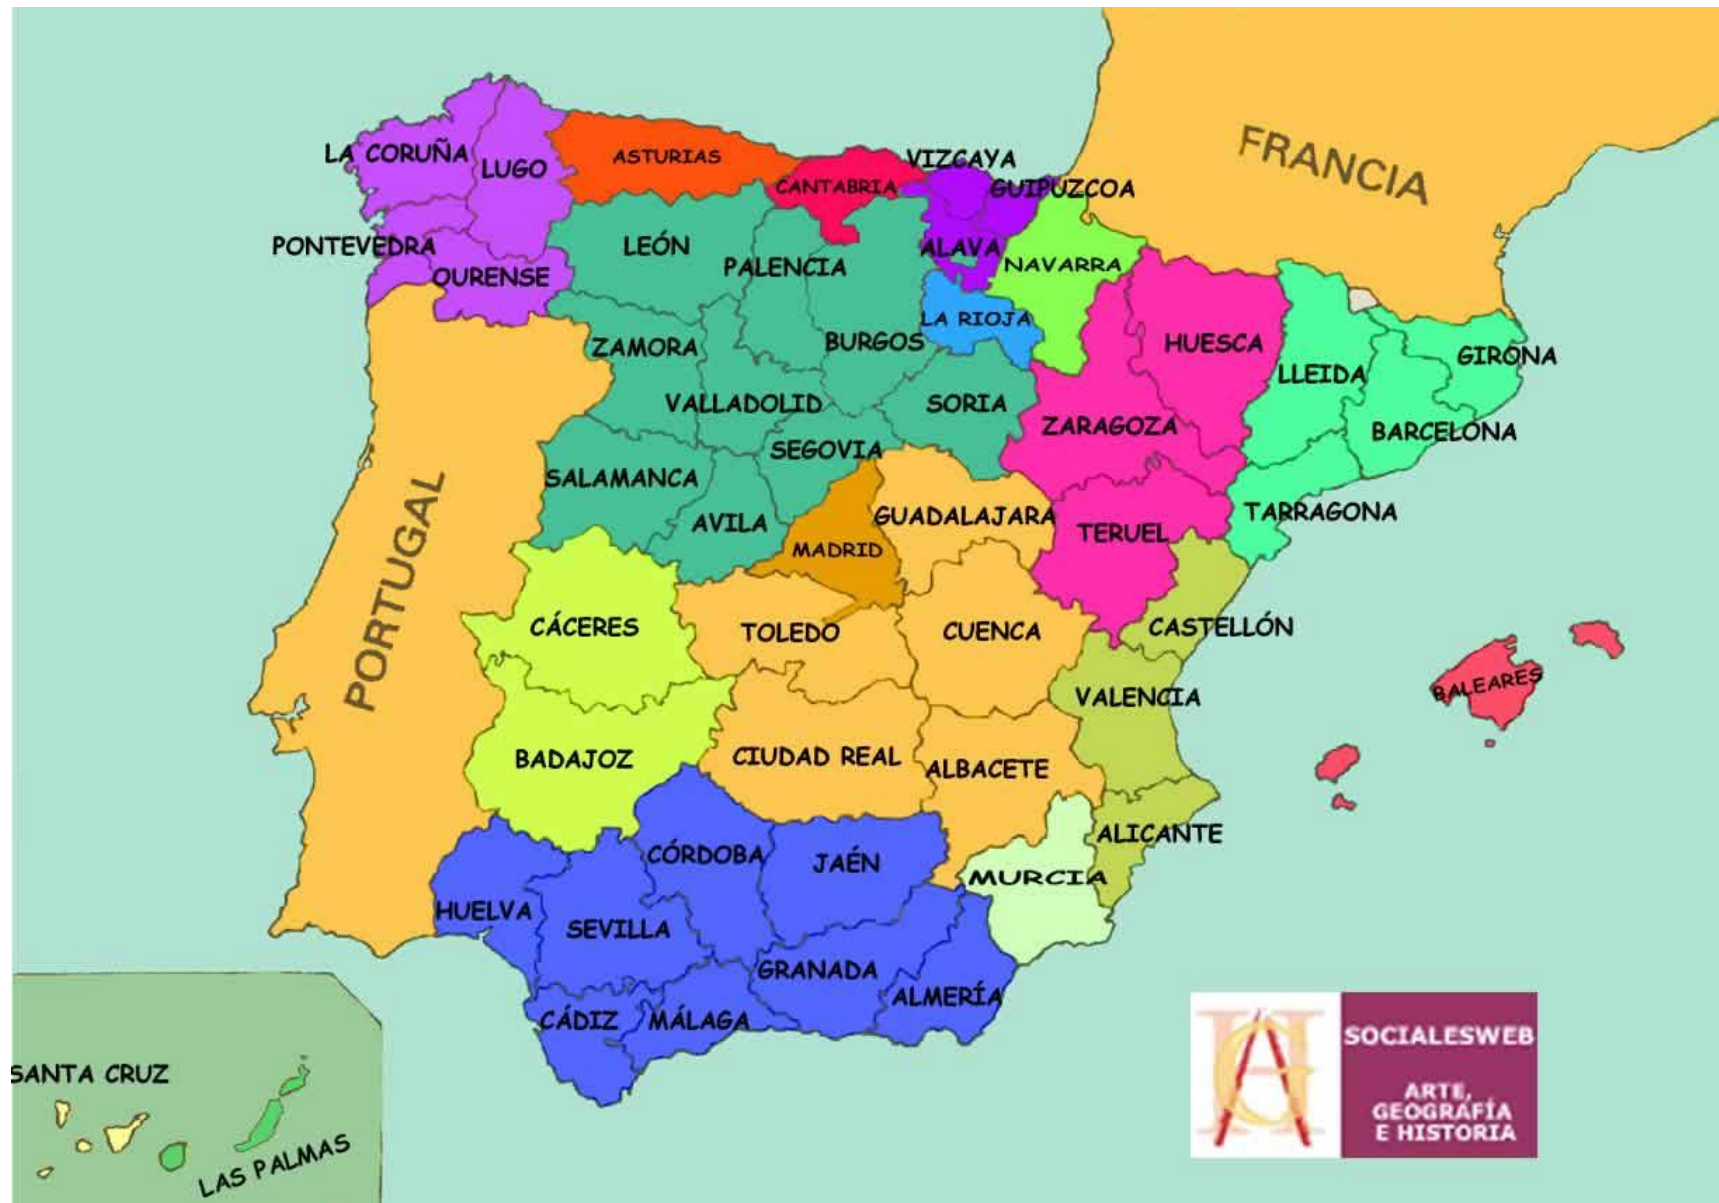 FRANCIA
LA CORUÑA
LUGO
ASTURIAS
CANTABRIA
VIZCAYA
GUIPUZCOA
PONTEVEDRA
OURENSE
LEÓN
PALENCIA
ALAVA
NAVARRA
LA RIOJA
BURGOS
ZAMORA
HUESCA
LLEIDA
GIRONA
VALLADOLID
SORIA
ZARAGOZA
BARCELONA
SEGOVIA
SALAMANCA
AVILA
GUADALAJARA
TERUEL
TARRAGONA
MADRID
PORTUGAL
CÁCERES
TOLEDO
CUENCA
CASTELLÓN
VALENCIA
BALEARES
BADAJOZ
CIUDAD REAL
ALBACETE
ALICANTE
CÓRDOBA
JAÉN
MURCIA
HUELVA
SEVILLA
GRANADA
ALMERÍA
CÁDIZ
MÁLAGA
SANTA CRUZ
LAS PALMAS
SOCIALESWEB
ARTE,
GEOGRAFÍA
E HISTORIA